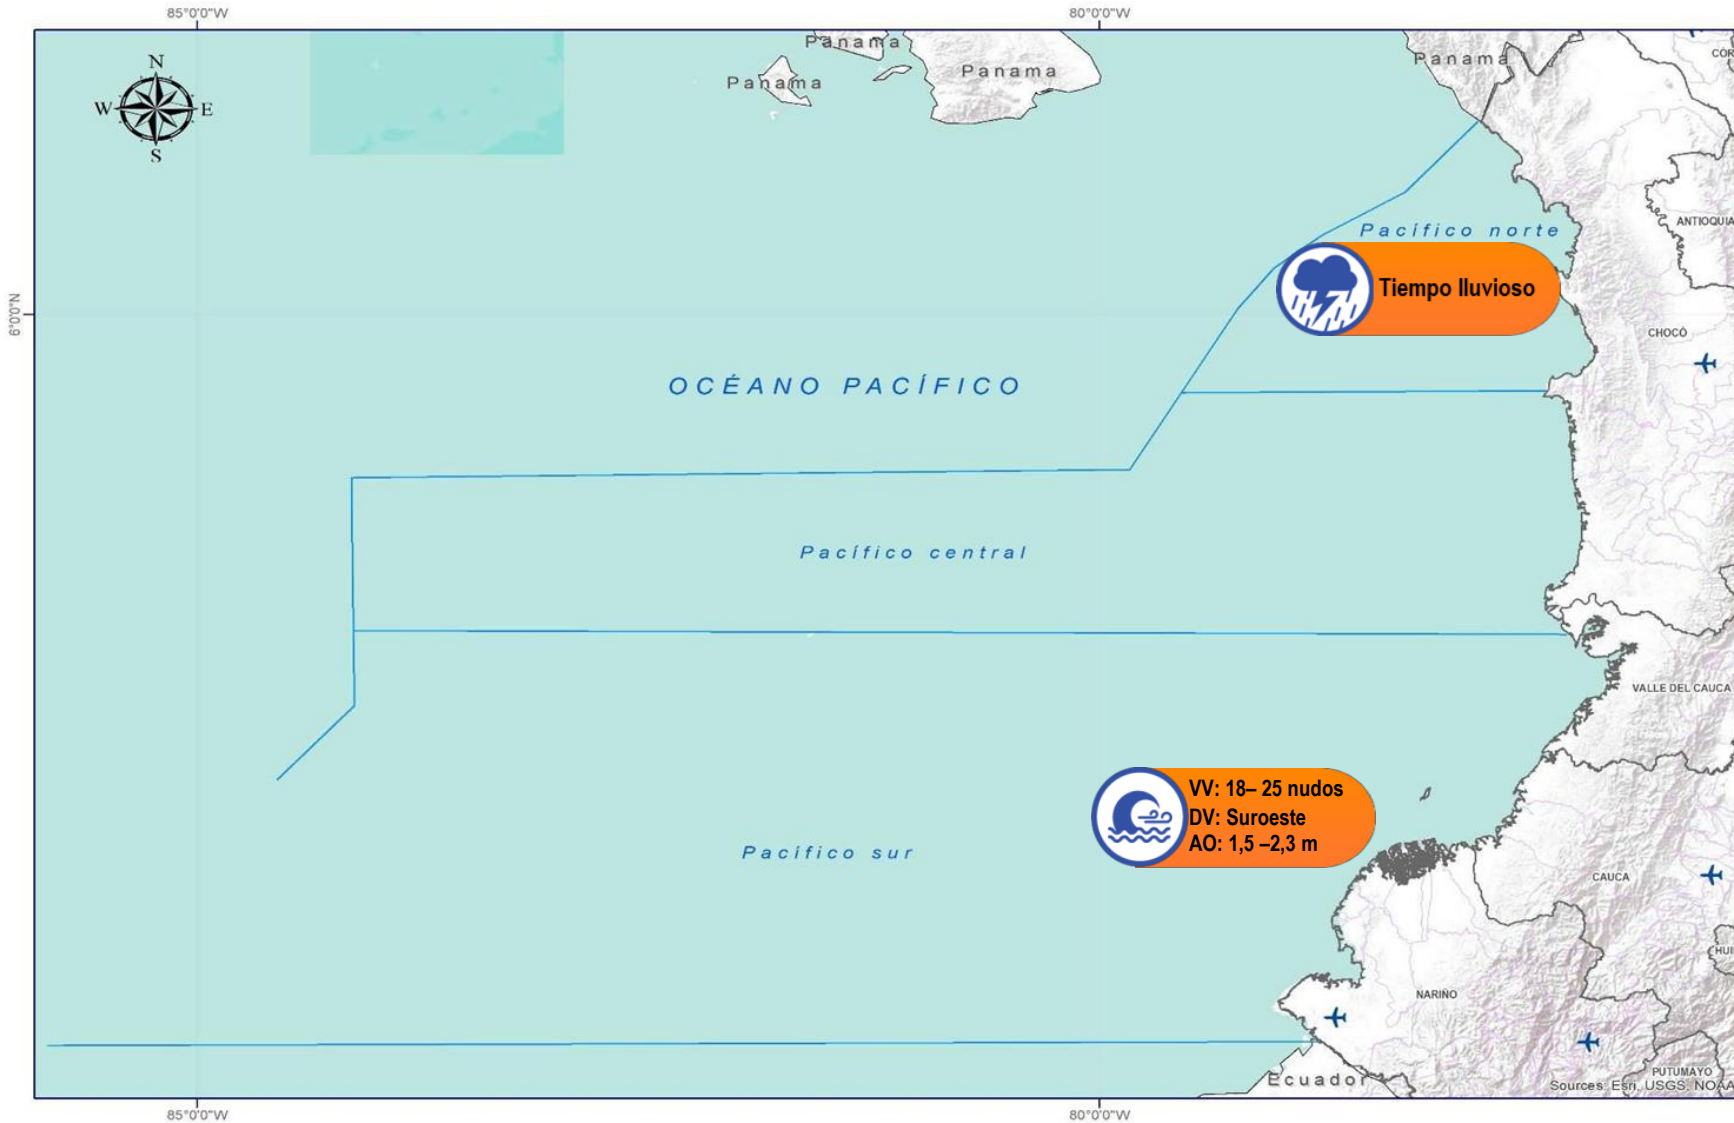 85°0'0"W
80°0'0"W
N
W
E
S
Panama
Panama
Panama
Panama
CÓR
Pacífico norte
ANTIOQUIA
Tiempo lluvioso
6°0'0"N
CHOCÓ
OCÉANO PACÍFICO
Pacífico central
VALLE DEL CAUCA
VV: 18– 25 nudos
DV: Suroeste
AO: 1,5 –2,3 m
Pacífico sur
CAUCA
HUI
NARIÑO
PUTUMAYO
Ecuador
Sources: Esri, USGS, NOAA
85°0'0"W
80°0'0"W